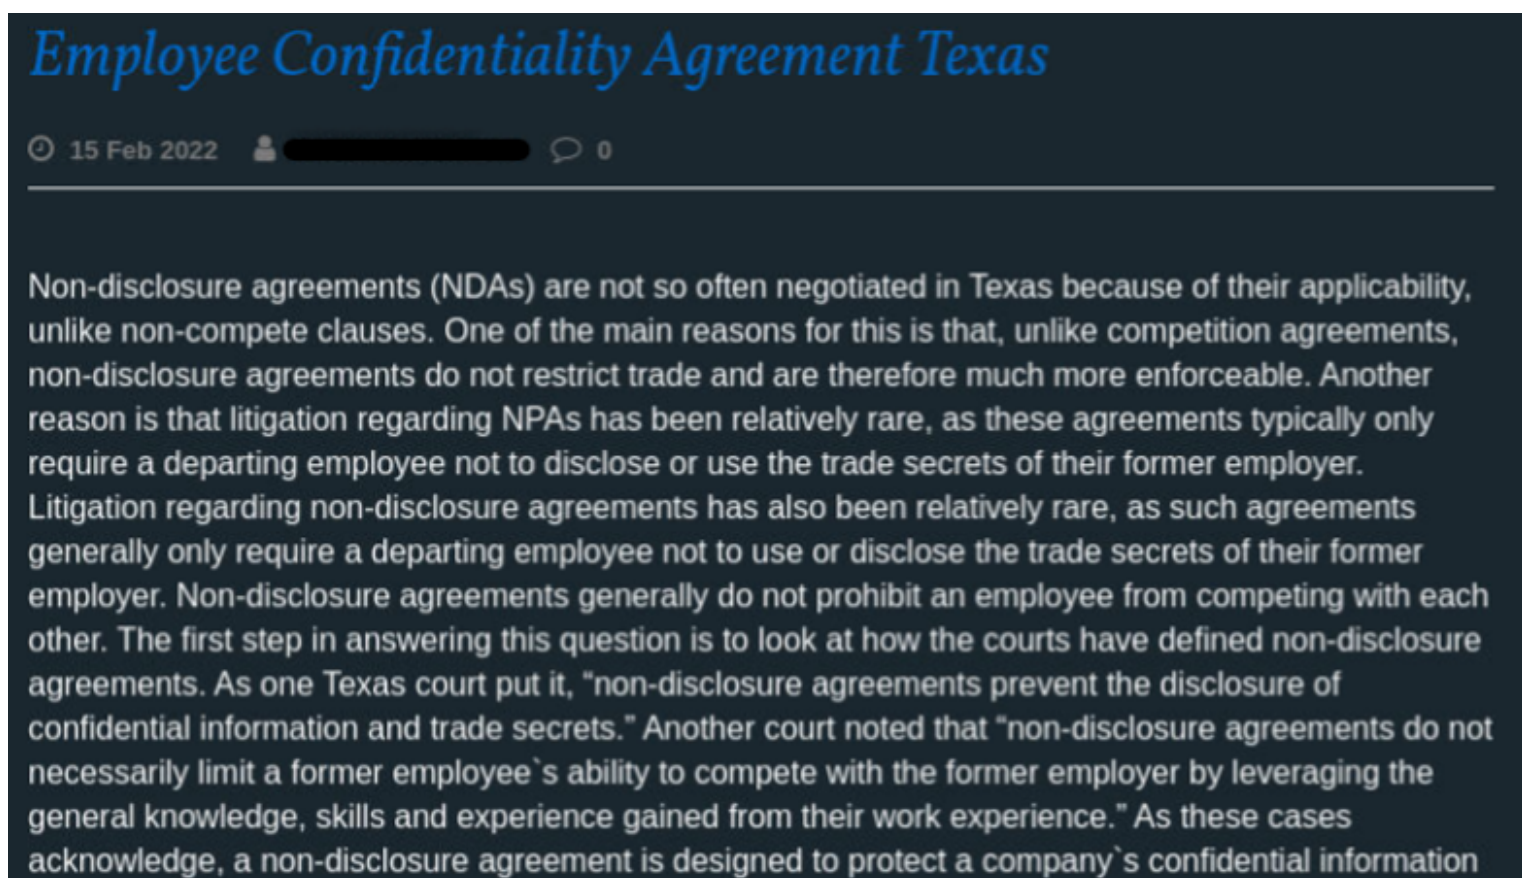 Employee Confidentiality Agreement Texas
15 Feb 2022 0
Non-disclosure agreements (NDAs) are not so often negotiated in Texas because of their applicability,
unlike non-compete clauses. One of the main reasons for this is that, unlike competition agreements,
non-disclosure agreements do not restrict trade and are therefore much more enforceable. Another
reason is that litigation regarding NPAs has been relatively rare, as these agreements typically only
require a departing employee not to disclose or use the trade secrets of their former employer.
Litigation regarding non-disclosure agreements has also been relatively rare, as such agreements
generally only require a departing employee not to use or disclose the trade secrets of their former
employer. Non-disclosure agreements generally do not prohibit an employee from competing with each
other. The first step in answering this question is to look at how the courts have defined non-disclosure
agreements. As one Texas court put it, “non-disclosure agreements prevent the disclosure of
confidential information and trade secrets.” Another court noted that “non-disclosure agreements do not
necessarily limit a former employee`s ability to compete with the former employer by leveraging the
general knowledge, skills and experience gained from their work experience.” As these cases
acknowledge, a non-disclosure agreement is designed to protect a company`s confidential information